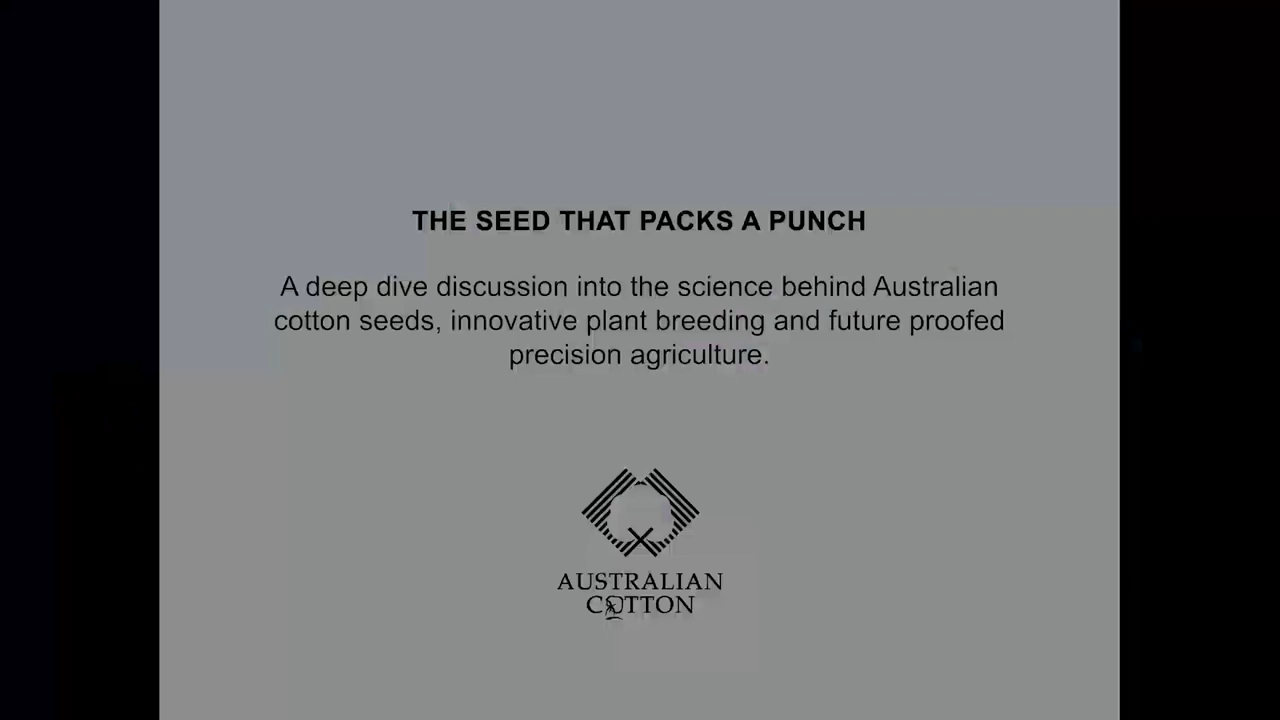 THE SEED THAT PACKS A PUNCH
A deep dive discussion into the science behind Australian
cotton seeds, innovative plant breeding and future proofed
precision agriculture.
AUSTRALIAN
COTTON